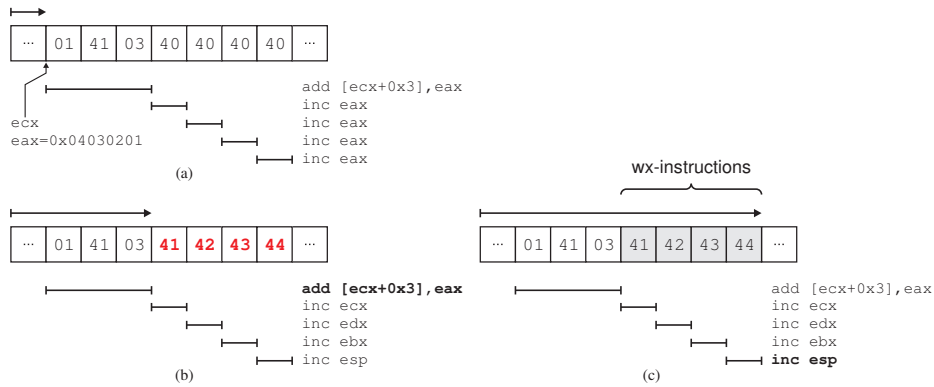 ... 01 41 03 40 40 40 40 ...
add [ecx+0x3],eax
inc eax
inc eax
inc eax
inc eax
ecx
eax=0x04030201
(a)
wx-instructions
... 01 41 03 41 42 43 44 ...
add [ecx+0x3],eax
inc ecx
inc edx
inc ebx
inc esp
(b)
... 01 41 03 41 42 43 44 ...
add [ecx+0x3],eax
inc ecx
inc edx
inc ebx
inc esp
(c)